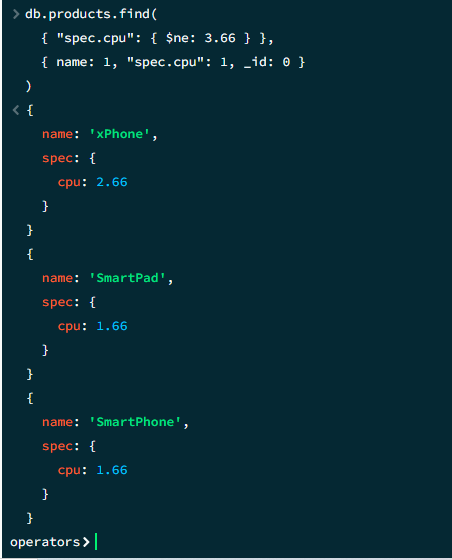 > db.products.find(
{ "spec.cpu": { $ne: 3.66 } },
{ name: 1, "spec.cpu": 1, _id: 0 }
)
< {
name: 'xPhone',
spec: {
cpu: 2.66
}
}
{
name: 'SmartPad',
spec: {
cpu: 1.66
}
}
{
name: 'SmartPhone',
spec: {
cpu: 1.66
}
}
operators>